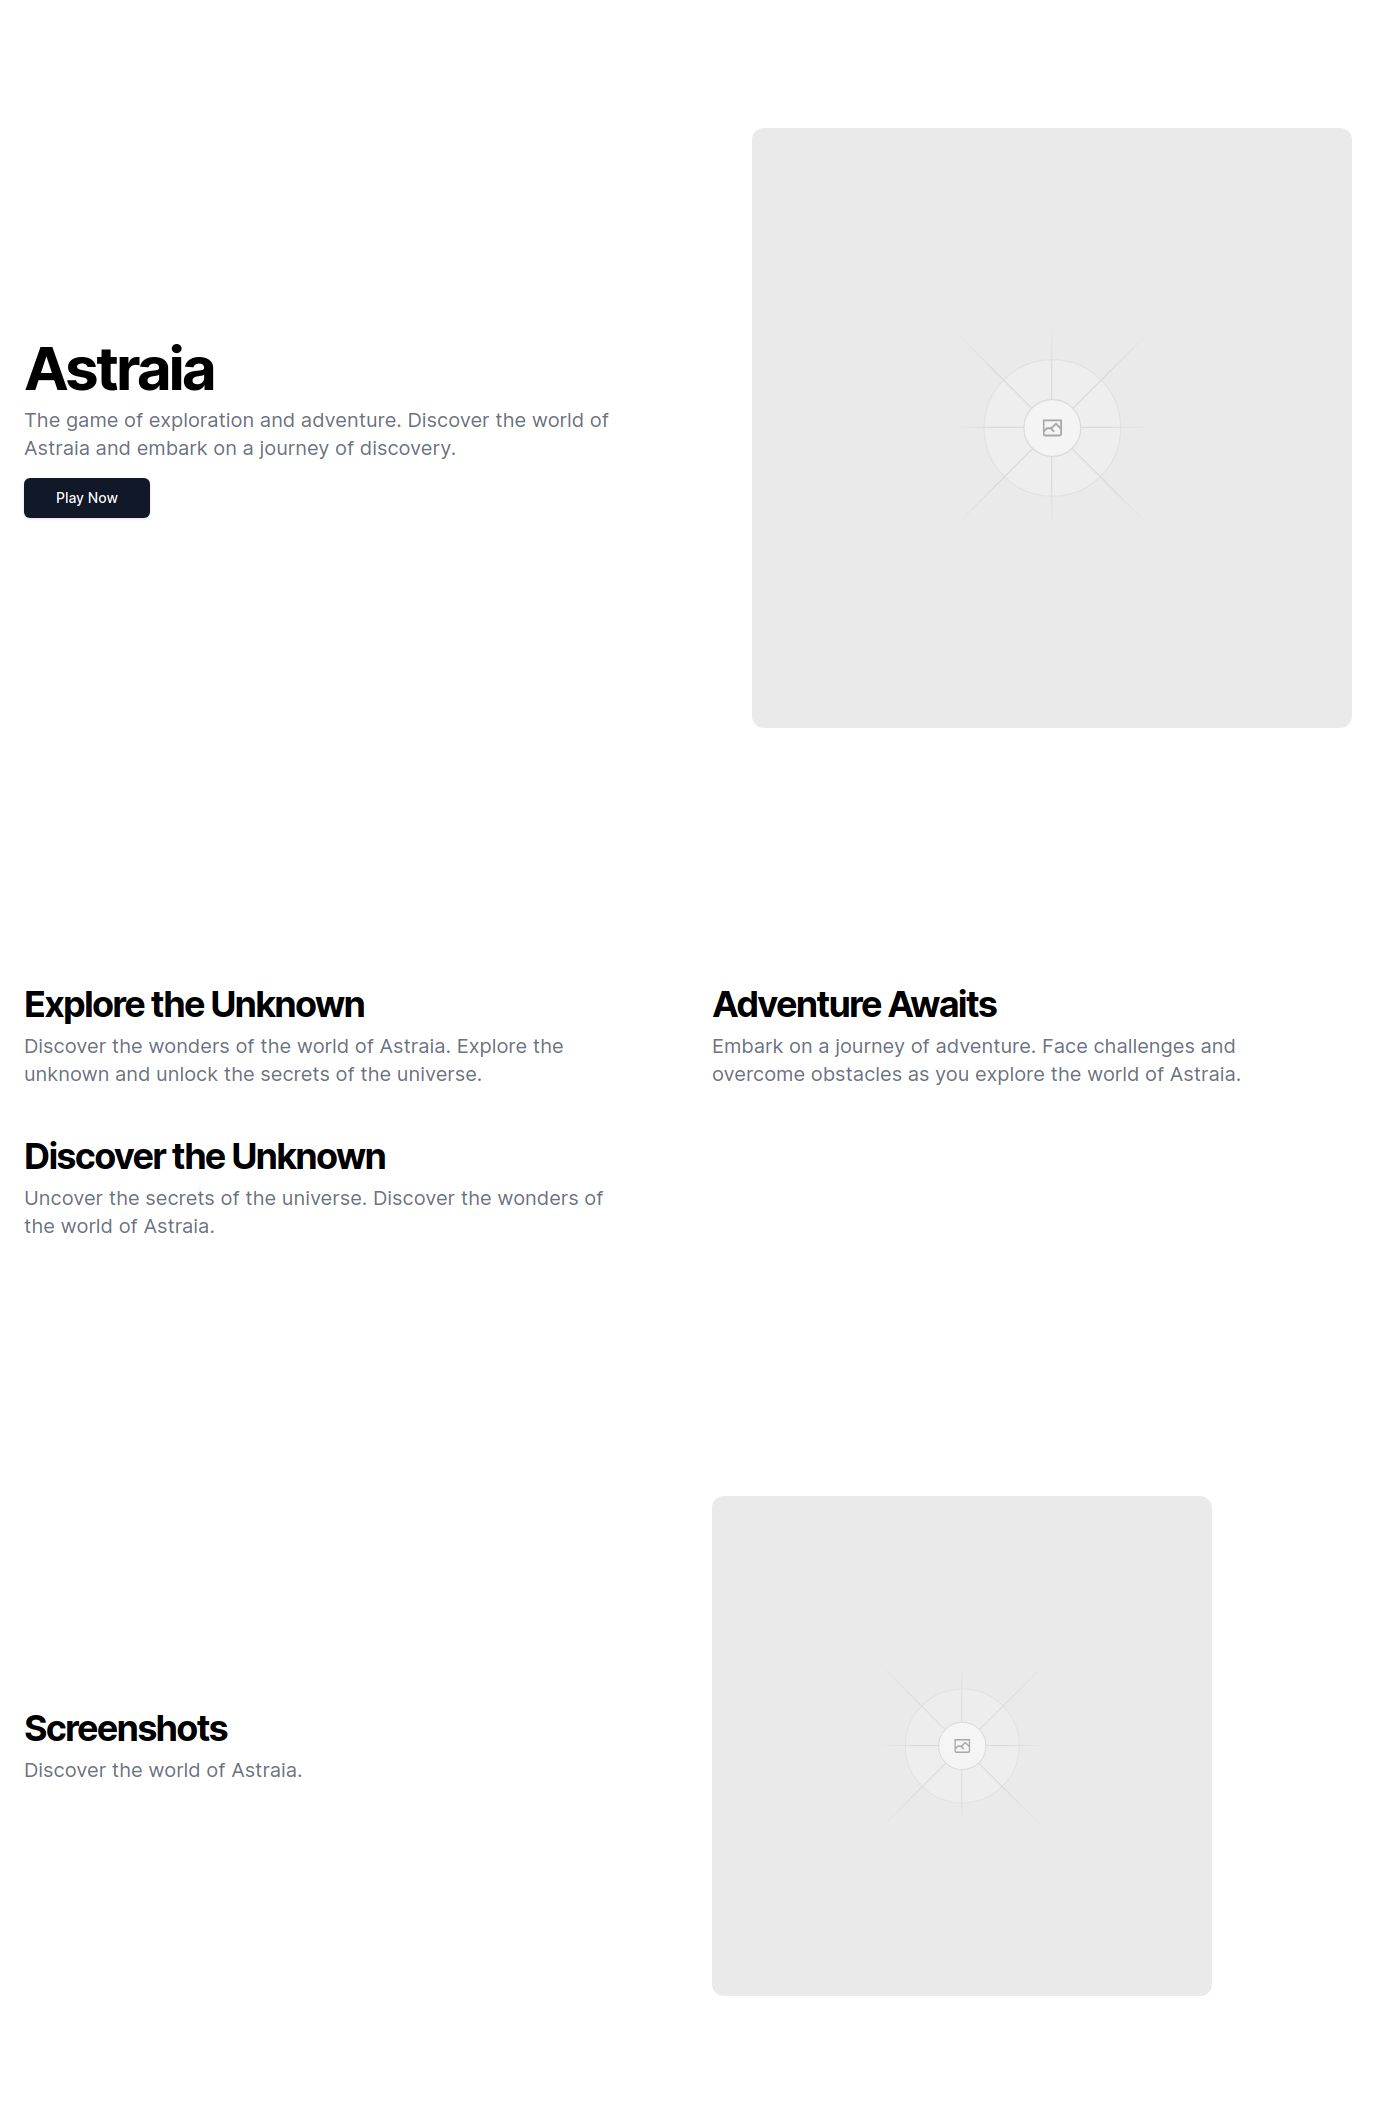 Astraia
The game of exploration and adventure. Discover the world of
Astraia and embark on a journey of discovery.
Play Now
Explore the Unknown
Discover the wonders of the world of Astraia. Explore the
unknown and unlock the secrets of the universe.
Adventure Awaits
Embark on a journey of adventure. Face challenges and
overcome obstacles as you explore the world of Astraia.
Discover the Unknown
Uncover the secrets of the universe. Discover the wonders of
the world of Astraia.
Screenshots
Discover the world of Astraia.